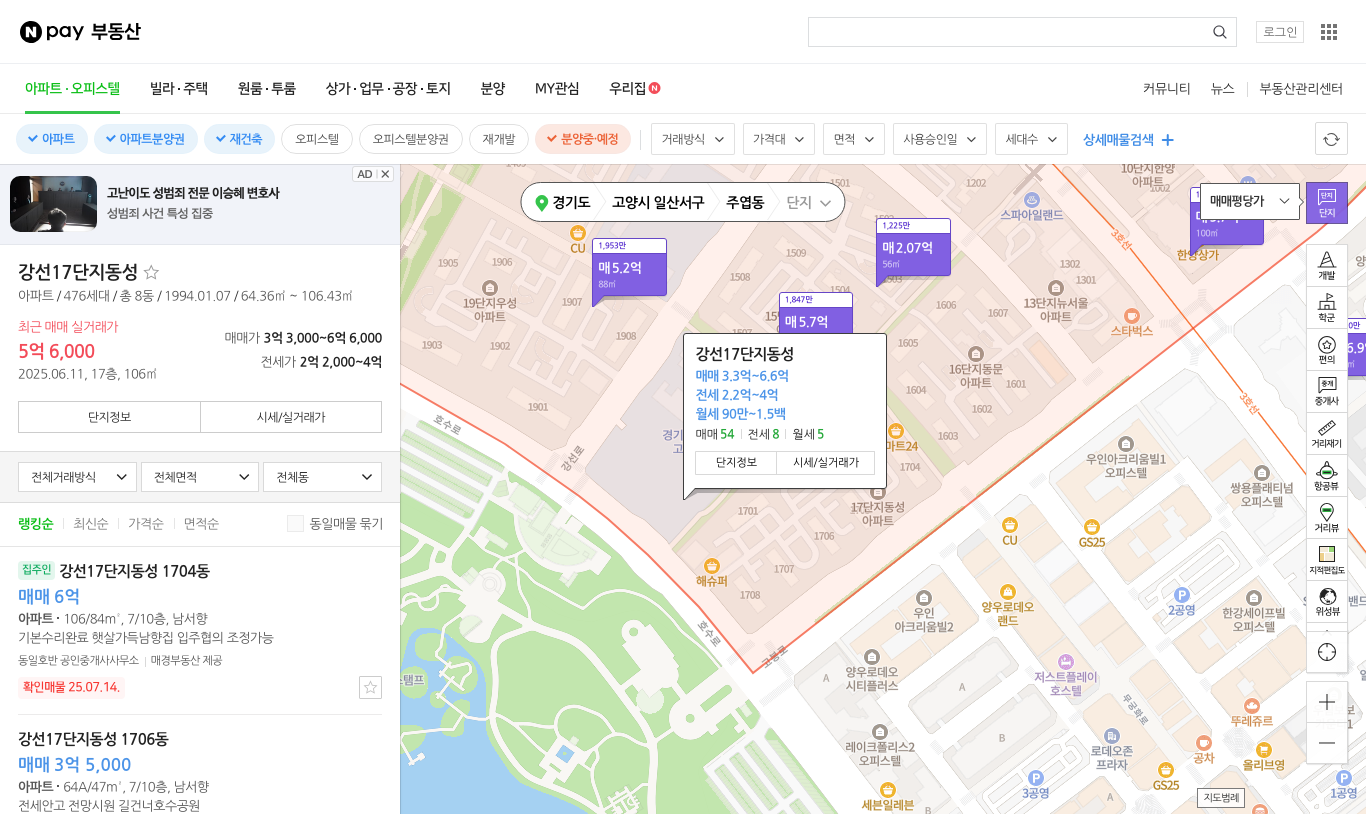 N pay 부동산
로그인
아파트·오피스텔
빌라·주택
원룸·투룸
상가·업무·공장·토지
분양
MY관심
우리집 N
커뮤니티
뉴스
부동산관리센터
아파트
아파트분양권
재건축
오피스텔
오피스텔분양권
재개발
분양중·예정
거래방식
가격대
면적
사용승인일
세대수
상세매물검색
AD
고난이도 성범죄 전문 이승혜 변호사
성범죄 사건 특성 집중
강선17단지동성
아파트 / 476세대 / 총 8동 / 1994.01.07 / 64.36㎡ ~ 106.43㎡
최근 매매 실거래가
5억 6,000
2025.06.11, 17층, 106㎡
매매가 3억 3,000~6억 6,000
전세가 2억 2,000~4억
단지정보
시세/실거래가
전체거래방식
전체면적
전체동
랭킹순
최신순
가격순
면적순
동일매물 묶기
집주인 강선17단지동성 1704동
매매 6억
아파트 · 106/84㎡, 7/10층, 남서향
기본수리완료 햇살가득남향집 입주협의 조정가능
동일호반 공인중개사사무소
매경부동산 제공
확인매물 25.07.14.
강선17단지동성 1706동
매매 3억 5,000
아파트 · 64A/47㎡, 7/10층, 남서향
전세안고 전망시원 길건너호수공원
경기도
고양시 일산서구
주엽동
단지
매매평당가
단지
단지
개발
학군
편의
중개
중개사
거리재기
항공뷰
거리뷰
지적편집도
위성뷰
지도범례
1501
1202
10단지한양
아파트
1002
스파아일랜드
3호선
한양상가
100㎡
CU
1,953만
매 5.2억
88㎡
1,225만
매 2.07억
56㎡
1,847만
매 5.7억
1905
1906
1907
1908
1903
1902
1901
19단지우성
아파트
1509
1508
1507
1606
1607
1604
1601
1603
1302
1303
1301
13단지뉴서울
아파트
스타벅스
16단지동문
아파트
강선17단지동성
매매 3.3억~6.6억
전세 2.2억~4억
월세 90만~1.5백
매매 54
전세 8
월세 5
단지정보
시세/실거래가
마트24
1704
17단지동성
아파트
1701
1706
1707
1708
해슈퍼
호수로
강선로
호수로
고봉로
3호선
우인아크리움빌1
오피스텔
쌍용플래티넘
오피스텔
CU
GS25
양우로데오
랜드
우인
아크리움빌2
2공영
한강세이프빌
오피스텔
양우로데오
시티플러스
저스트플레이
호스텔
무궁화로
레이크폴리스2
오피스텔
로데오존
프라자
뚜레쥬르
공차
올리브영
GS25
3공영
1공영
세븐일레븐
스탬프
A
A
B
A
B